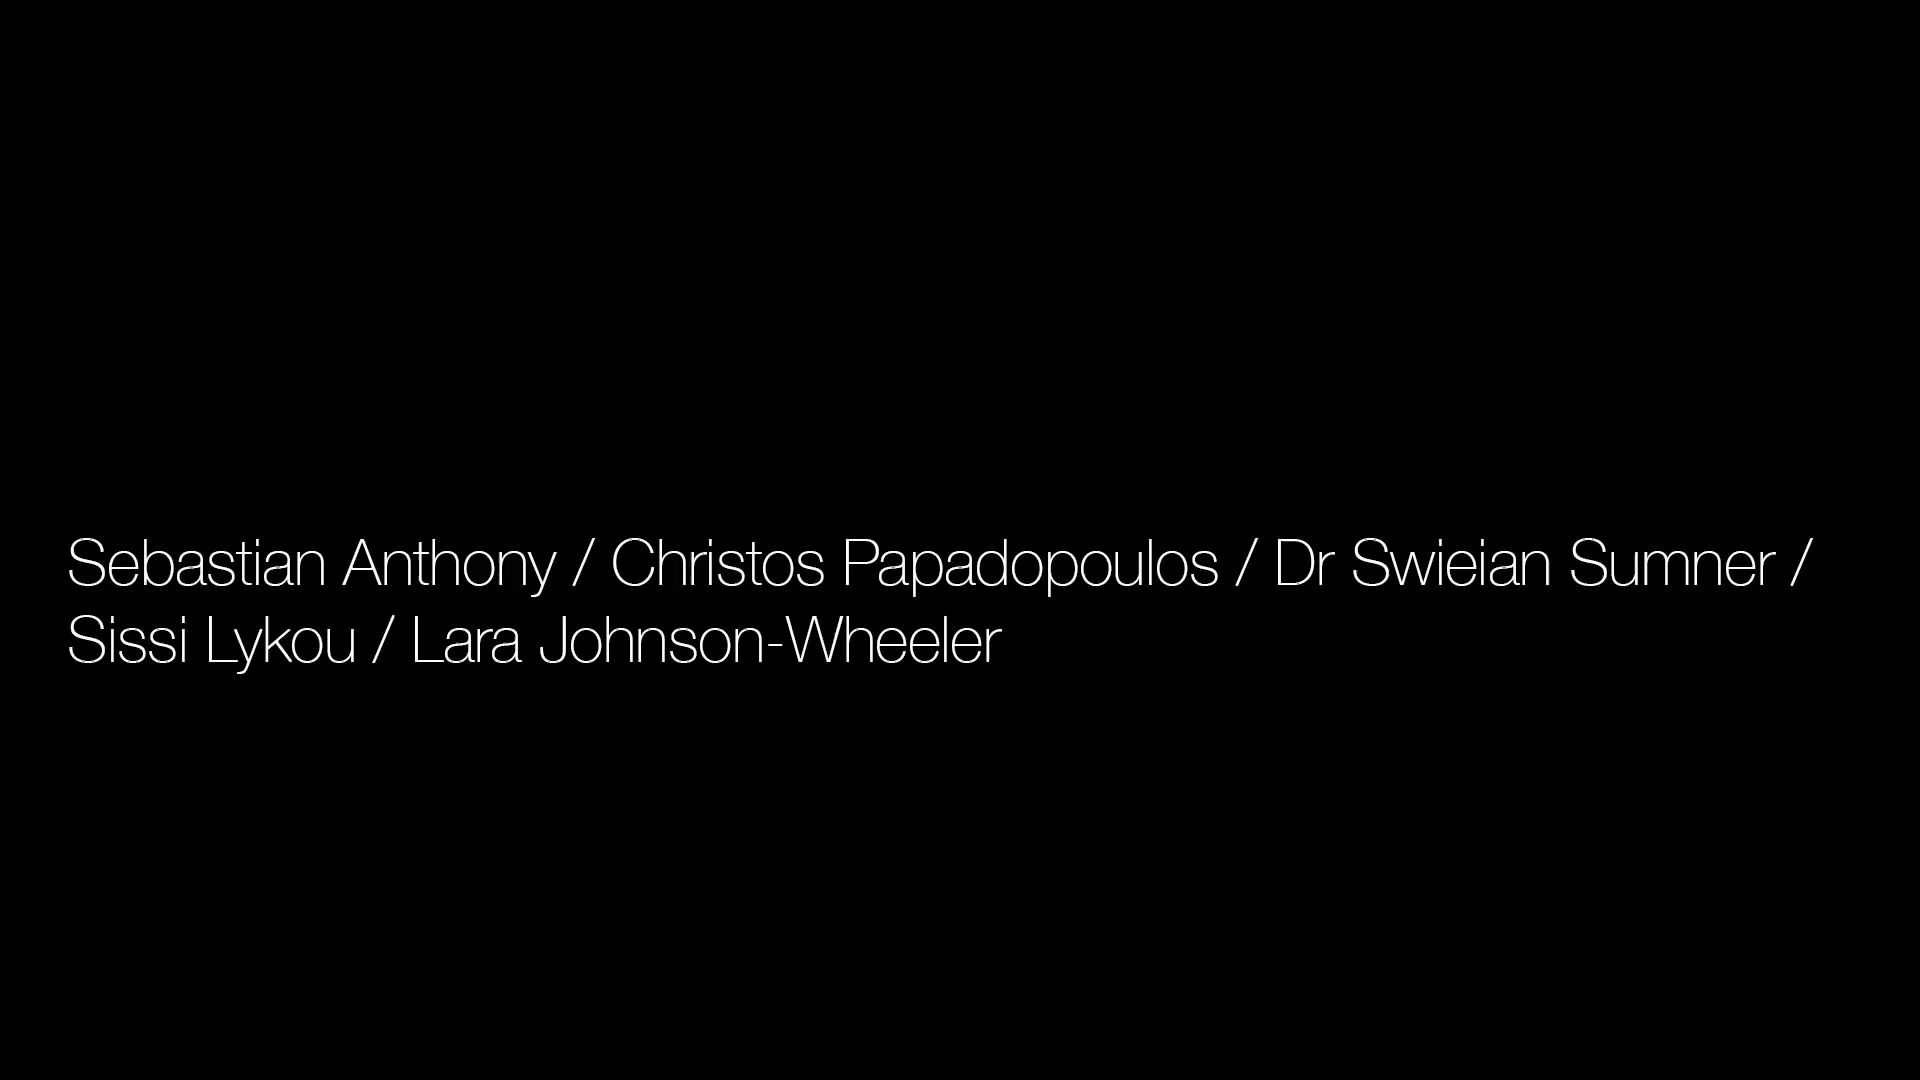 Sebastian Anthony / Christos Papadopoulos / Dr Swieian Sumner /
Sissi Lykou / Lara Johnson-Wheeler